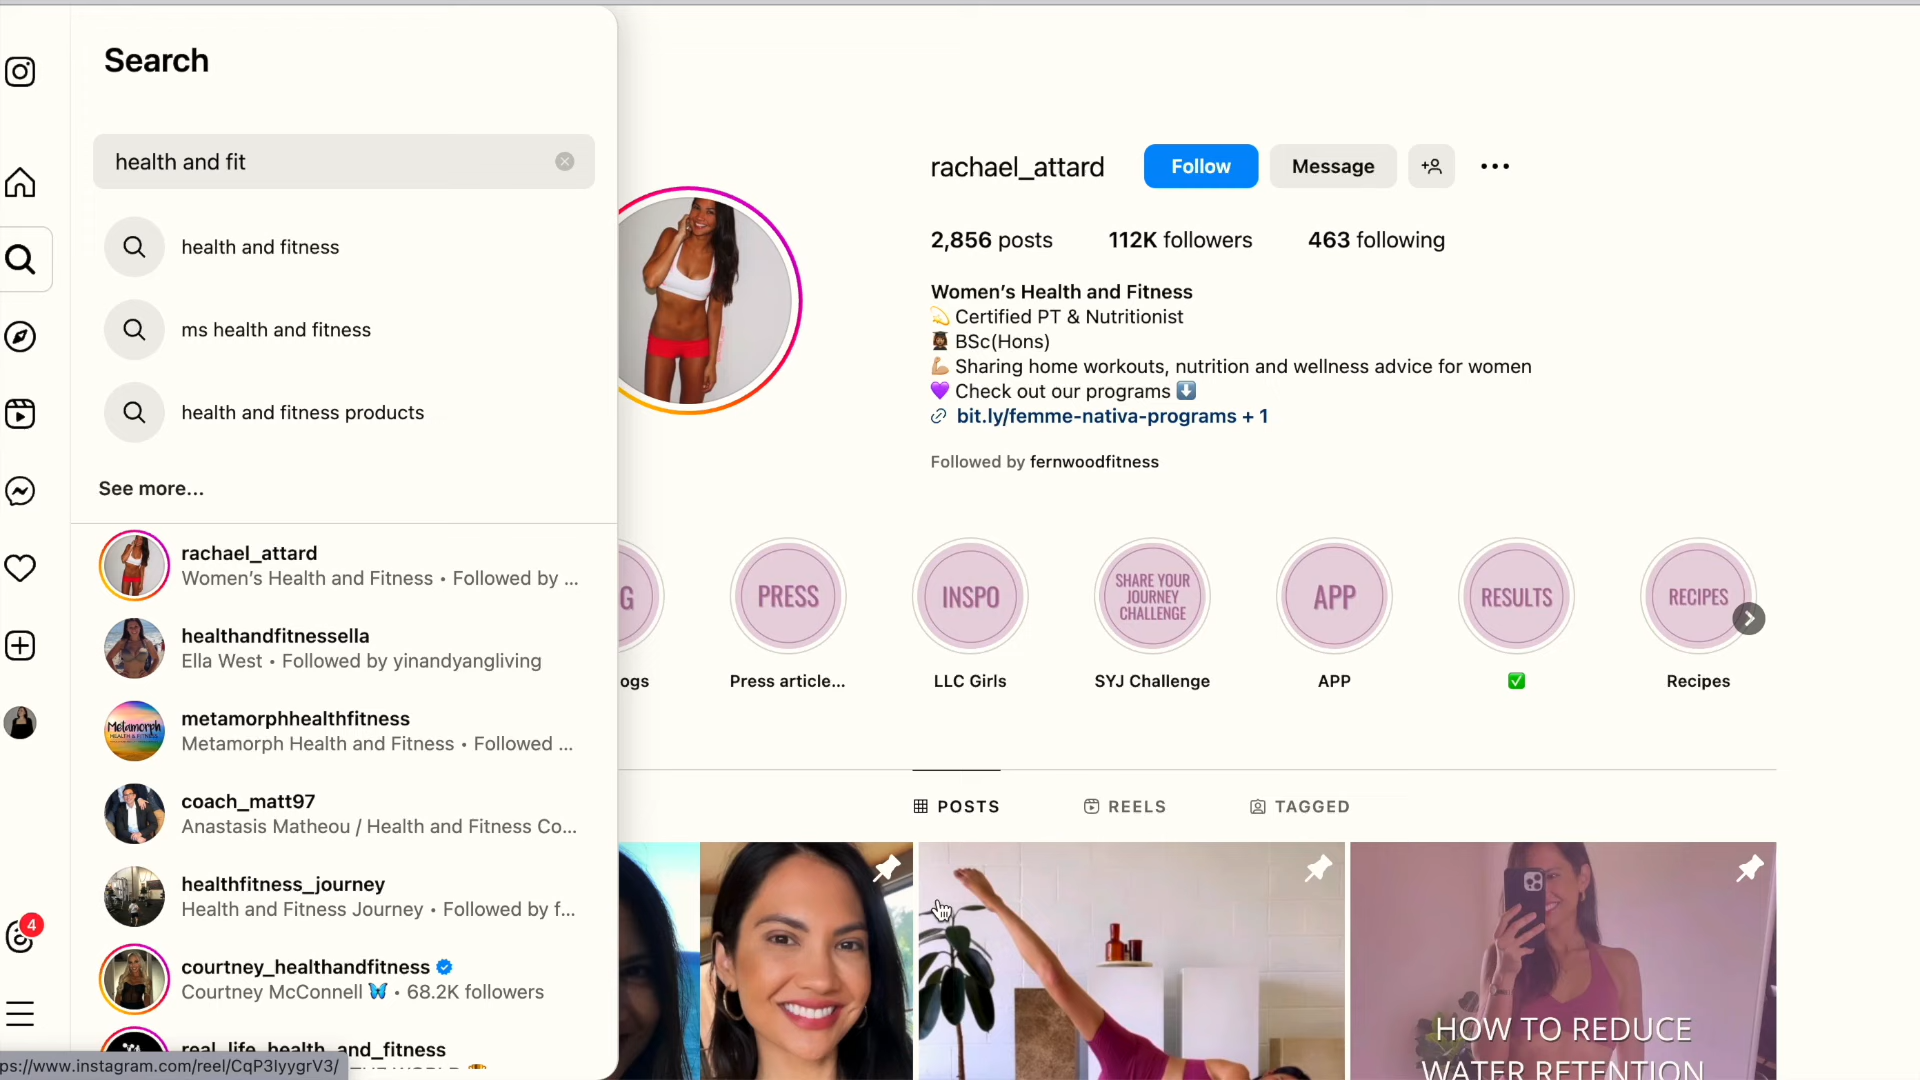 Search
health and fit
health and fitness
ms health and fitness
health and fitness products
See more...
rachael_attard
Women's Health and Fitness • Followed by ...
healthandfitnessella
Ella West • Followed by yinandyangliving
metamorphhealthfitness
Metamorph Health and Fitness • Followed ...
coach_matt97
Anastasis Matheou / Health and Fitness Co...
healthfitness_journey
Health and Fitness Journey • Followed by f...
courtney_healthandfitness
Courtney McConnell 🦋 • 68.2K followers
real_life_health_and_fitness
4
ps://www.instagram.com/reel/CqP3IyygrV3/
Metamorph
HEALTH & FITNESS
rachael_attard
Follow
Message
2,856 posts
112K followers
463 following
Women's Health and Fitness
💫 Certified PT & Nutritionist
👩🏾‍🎓 BSc(Hons)
💪🏼 Sharing home workouts, nutrition and wellness advice for women
💜 Check out our programs ⬇️
bit.ly/femme-nativa-programs + 1
Followed by fernwoodfitness
G
PRESS
INSPO
SHARE YOUR
JOURNEY
CHALLENGE
APP
RESULTS
RECIPES
ogs
Press article...
LLC Girls
SYJ Challenge
APP
✅
Recipes
POSTS
REELS
TAGGED
HOW TO REDUCE
WATER RETENTION